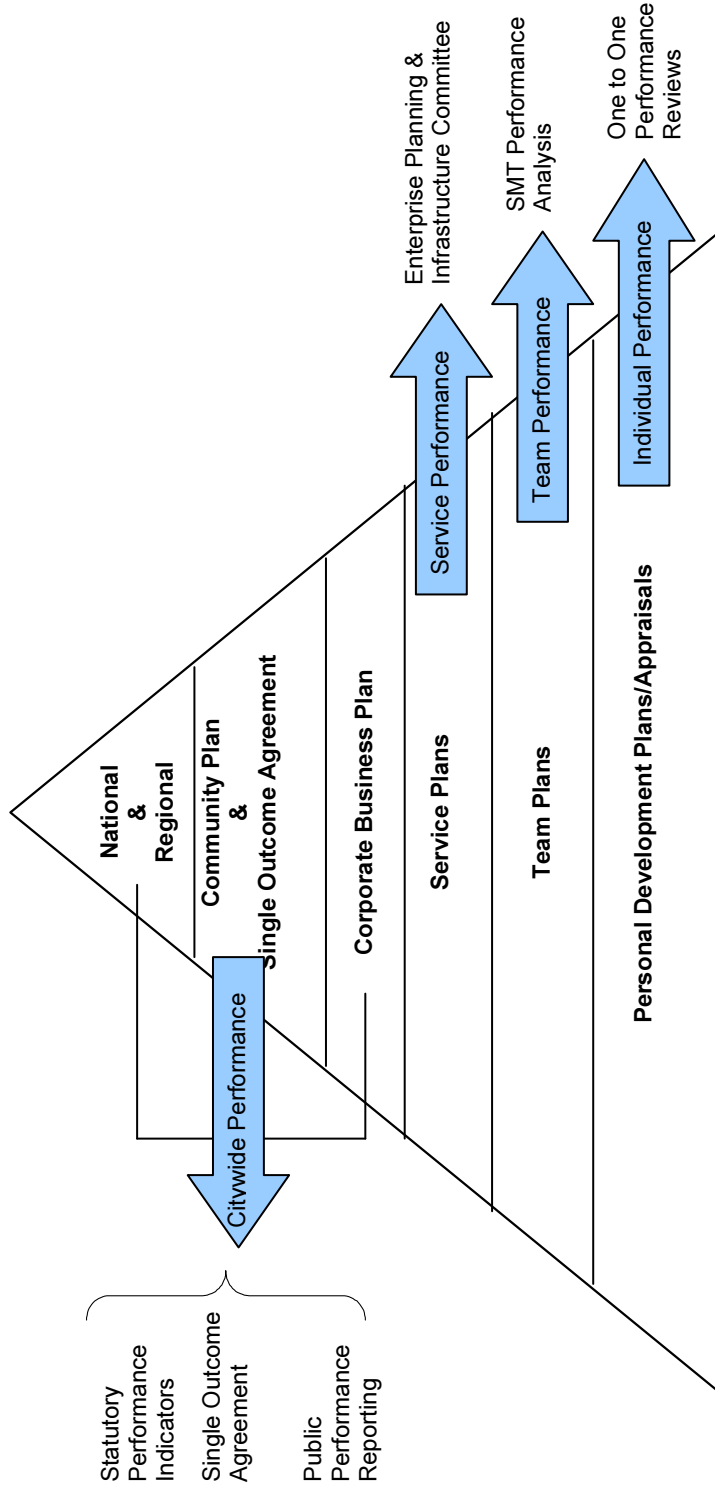 Statutory
Performance
Indicators
Single Outcome
Agreement
Public
Performance
Reporting
Citywide Performance
National
&
Regional
Community Plan
&
Single Outcome Agreement
Corporate Business Plan
Service Plans
Team Plans
Personal Development Plans/Appraisals
Service Performance
Enterprise Planning &
Infrastructure Committee
Team Performance
SMT Performance
Analysis
Individual Performance
One to One
Performance
Reviews